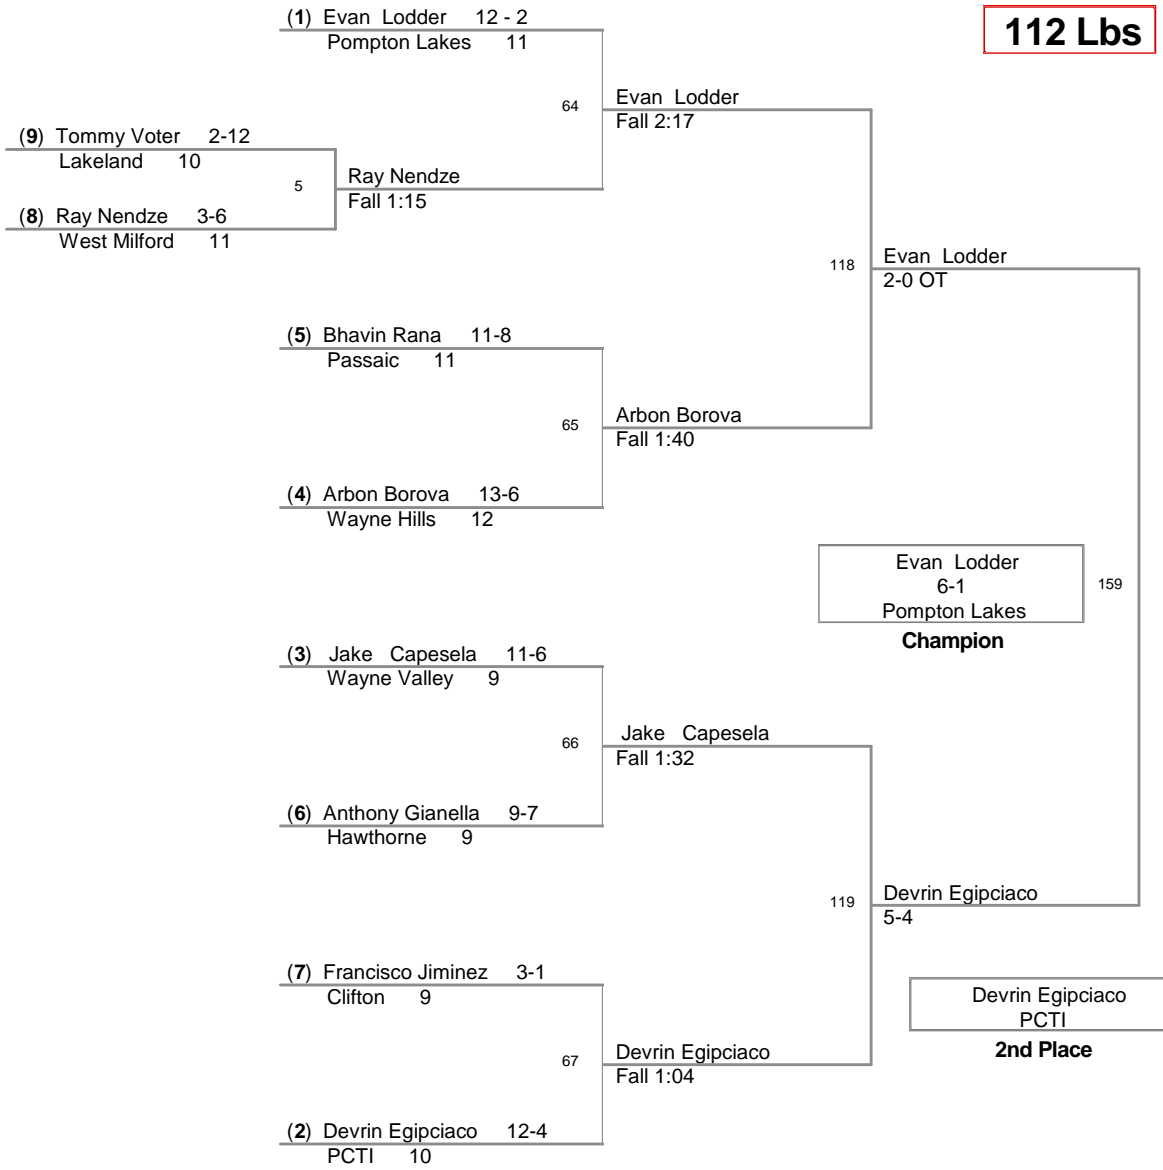 (1) Evan Lodder 12 - 2
Pompton Lakes 11
112 Lbs
64
Evan Lodder
Fall 2:17
(9) Tommy Voter 2-12
Lakeland 10
5
Ray Nendze
Fall 1:15
(8) Ray Nendze 3-6
West Milford 11
118
Evan Lodder
2-0 OT
(5) Bhavin Rana 11-8
Passaic 11
65
Arbon Borova
Fall 1:40
(4) Arbon Borova 13-6
Wayne Hills 12
Evan Lodder
6-1
Pompton Lakes
159
Champion
(3) Jake Capesela 11-6
Wayne Valley 9
66
Jake Capesela
Fall 1:32
(6) Anthony Gianella 9-7
Hawthorne 9
119
Devrin Egipciaco
5-4
(7) Francisco Jiminez 3-1
Clifton 9
Devrin Egipciaco
PCTI
2nd Place
67
Devrin Egipciaco
Fall 1:04
(2) Devrin Egipciaco 12-4
PCTI 10